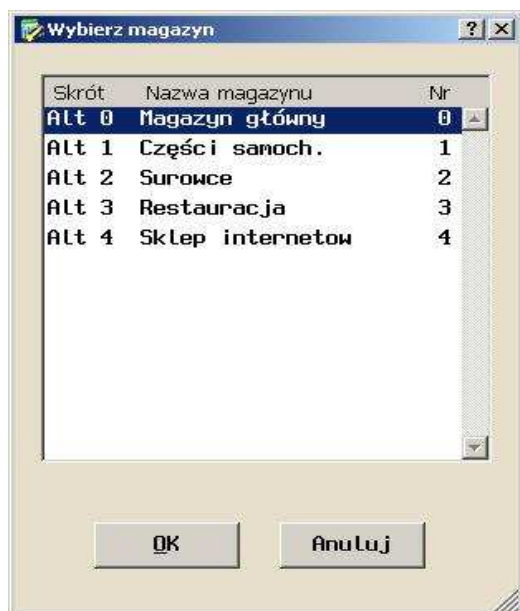 Wybierz magazyn
Skrót Nazwa magazynu Nr
Alt 0 Magazyn główny 0
Alt 1 Części samoch. 1
Alt 2 Surowce 2
Alt 3 Restauracja 3
Alt 4 Sklep internetow 4
OK Anuluj